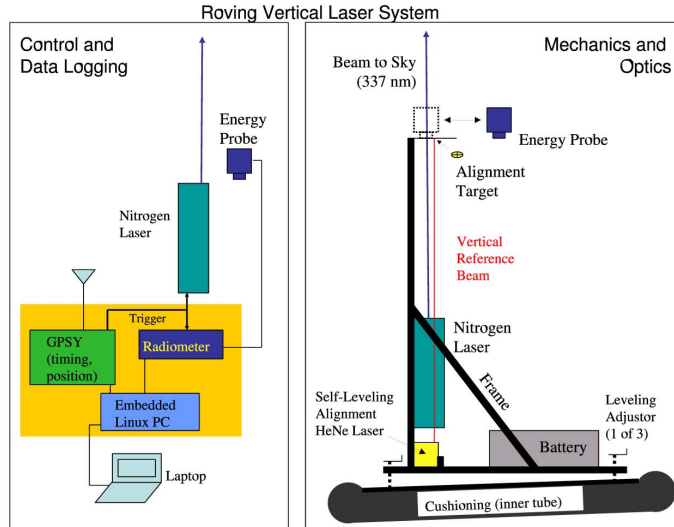 Roving Vertical Laser System
Control and
Data Logging
Energy
Probe
Nitrogen
Laser
Trigger
GPSY
(timing,
position)
Radiometer
Embedded
Linux PC
Laptop
Mechanics and
Optics
Beam to Sky
(337 nm)
Energy Probe
Alignment
Target
Vertical
Reference
Beam
Nitrogen
Laser
Frame
Self-Leveling
Alignment
HeNe Laser
Leveling
Adjustor
(1 of 3)
Battery
Cushioning (inner tube)